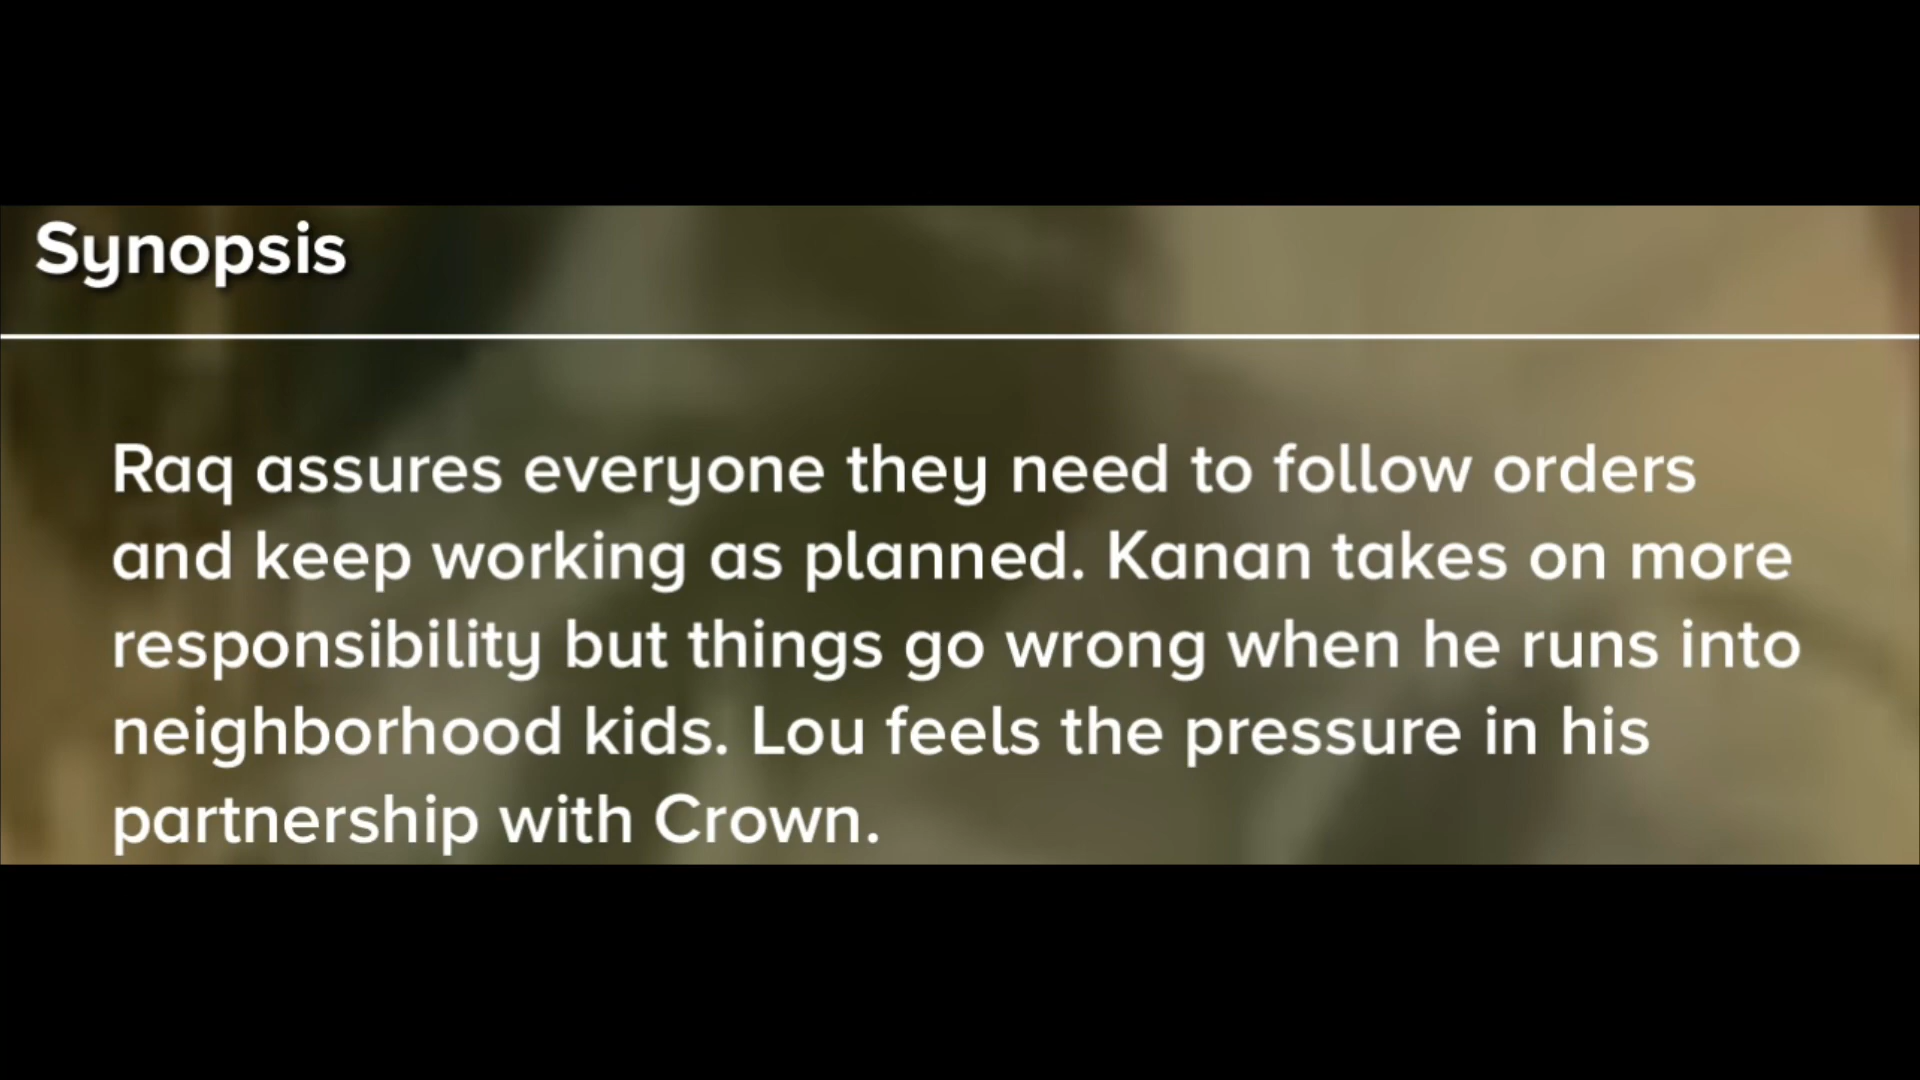 Synopsis
Raq assures everyone they need to follow orders
and keep working as planned. Kanan takes on more
responsibility but things go wrong when he runs into
neighborhood kids. Lou feels the pressure in his
partnership with Crown.